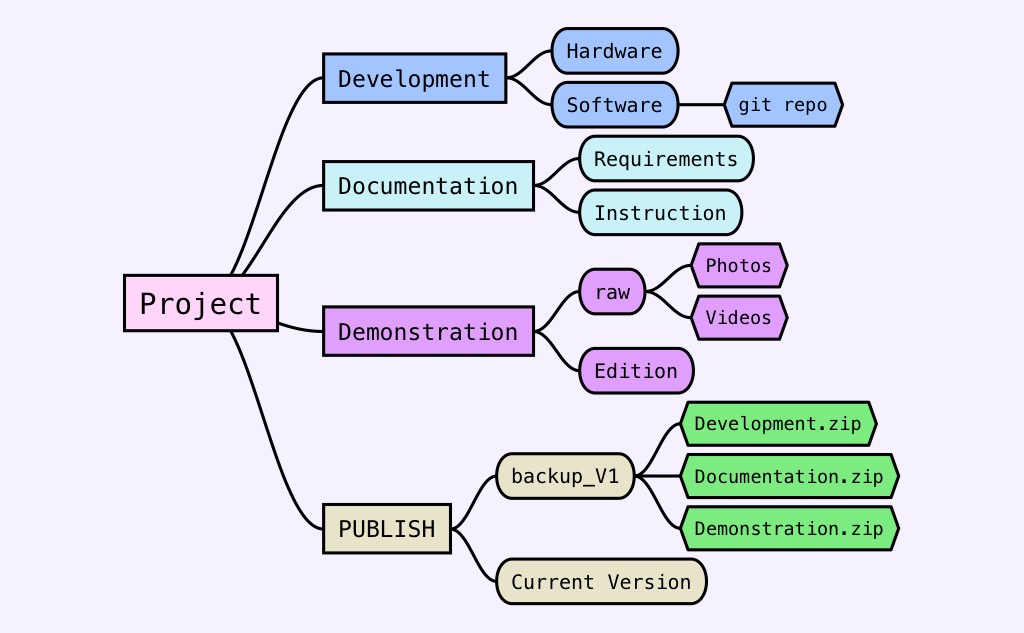 Project
Development
Hardware
Software
git repo
Documentation
Requirements
Instruction
Demonstration
raw
Photos
Videos
Edition
PUBLISH
backup_V1
Development.zip
Documentation.zip
Demonstration.zip
Current Version